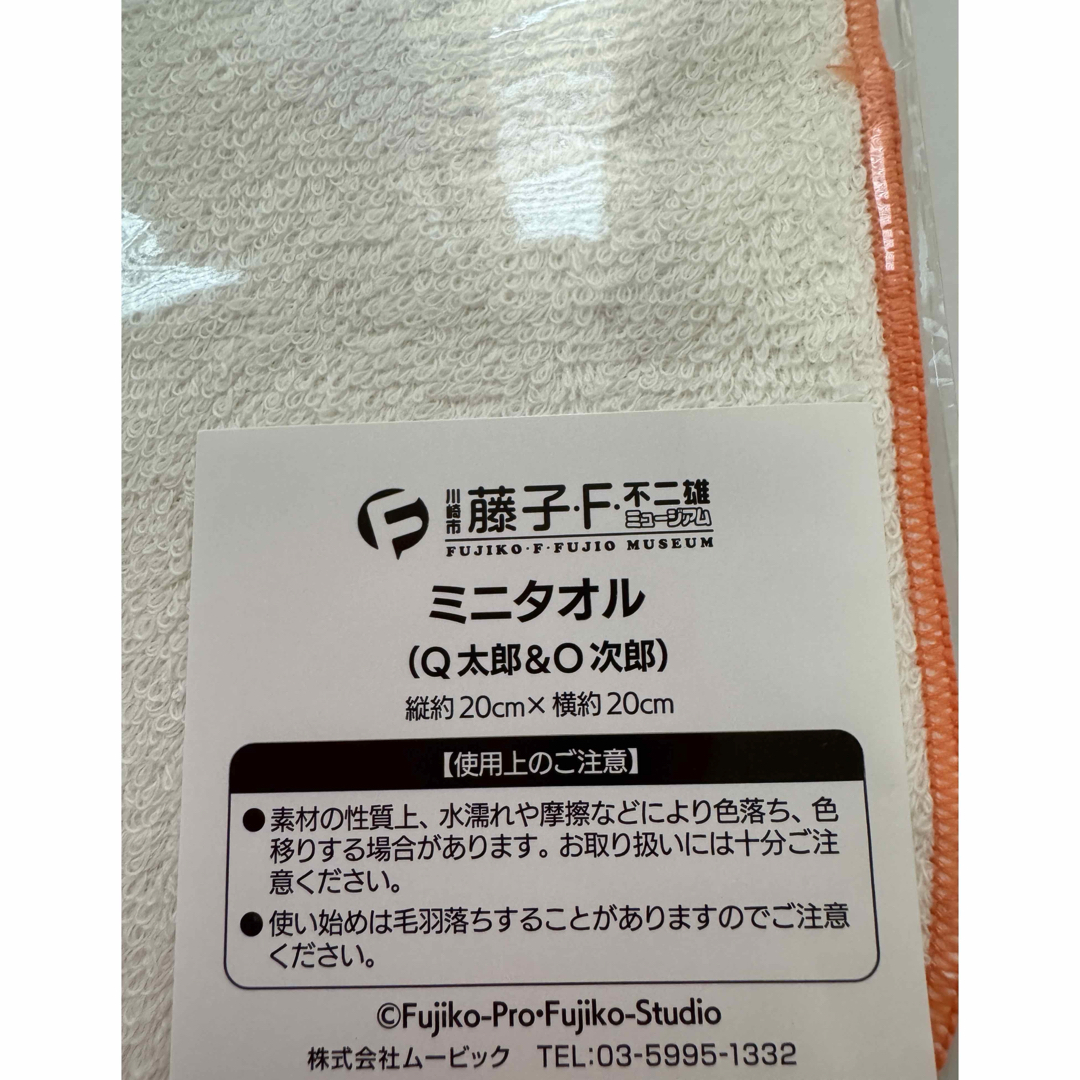 川崎市
藤子・F・不二雄
ミュージアム
FUJIKO・F・FUJIO MUSEUM
ミニタオル
（Q太郎＆O次郎）
縦約20cm×横約20cm
【使用上のご注意】
●素材の性質上、水濡れや摩擦などにより色落ち、色
移りする場合があります。お取り扱いには十分ご注
意ください。
●使い始めは毛羽落ちすることがありますのでご注意
ください。
©Fujiko-Pro•Fujiko-Studio
株式会社ムービック　TEL:03-5995-1332